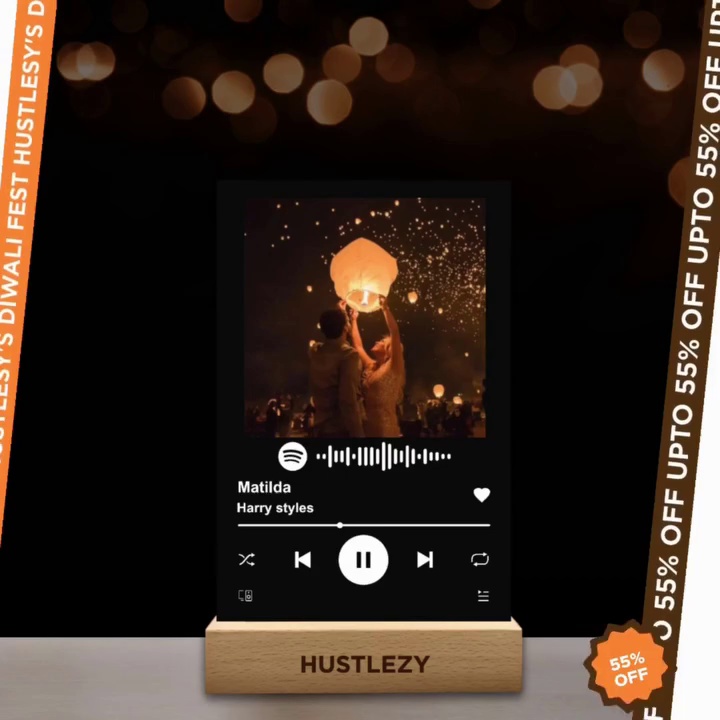 HUSTLESY'S DIWALI FEST HUSTLESY'S D
UPTO 55% OFF UPTO 55% OFF UPTO 55% OFF UPT
Matilda
Harry styles
HUSTLEZY
55%
OFF